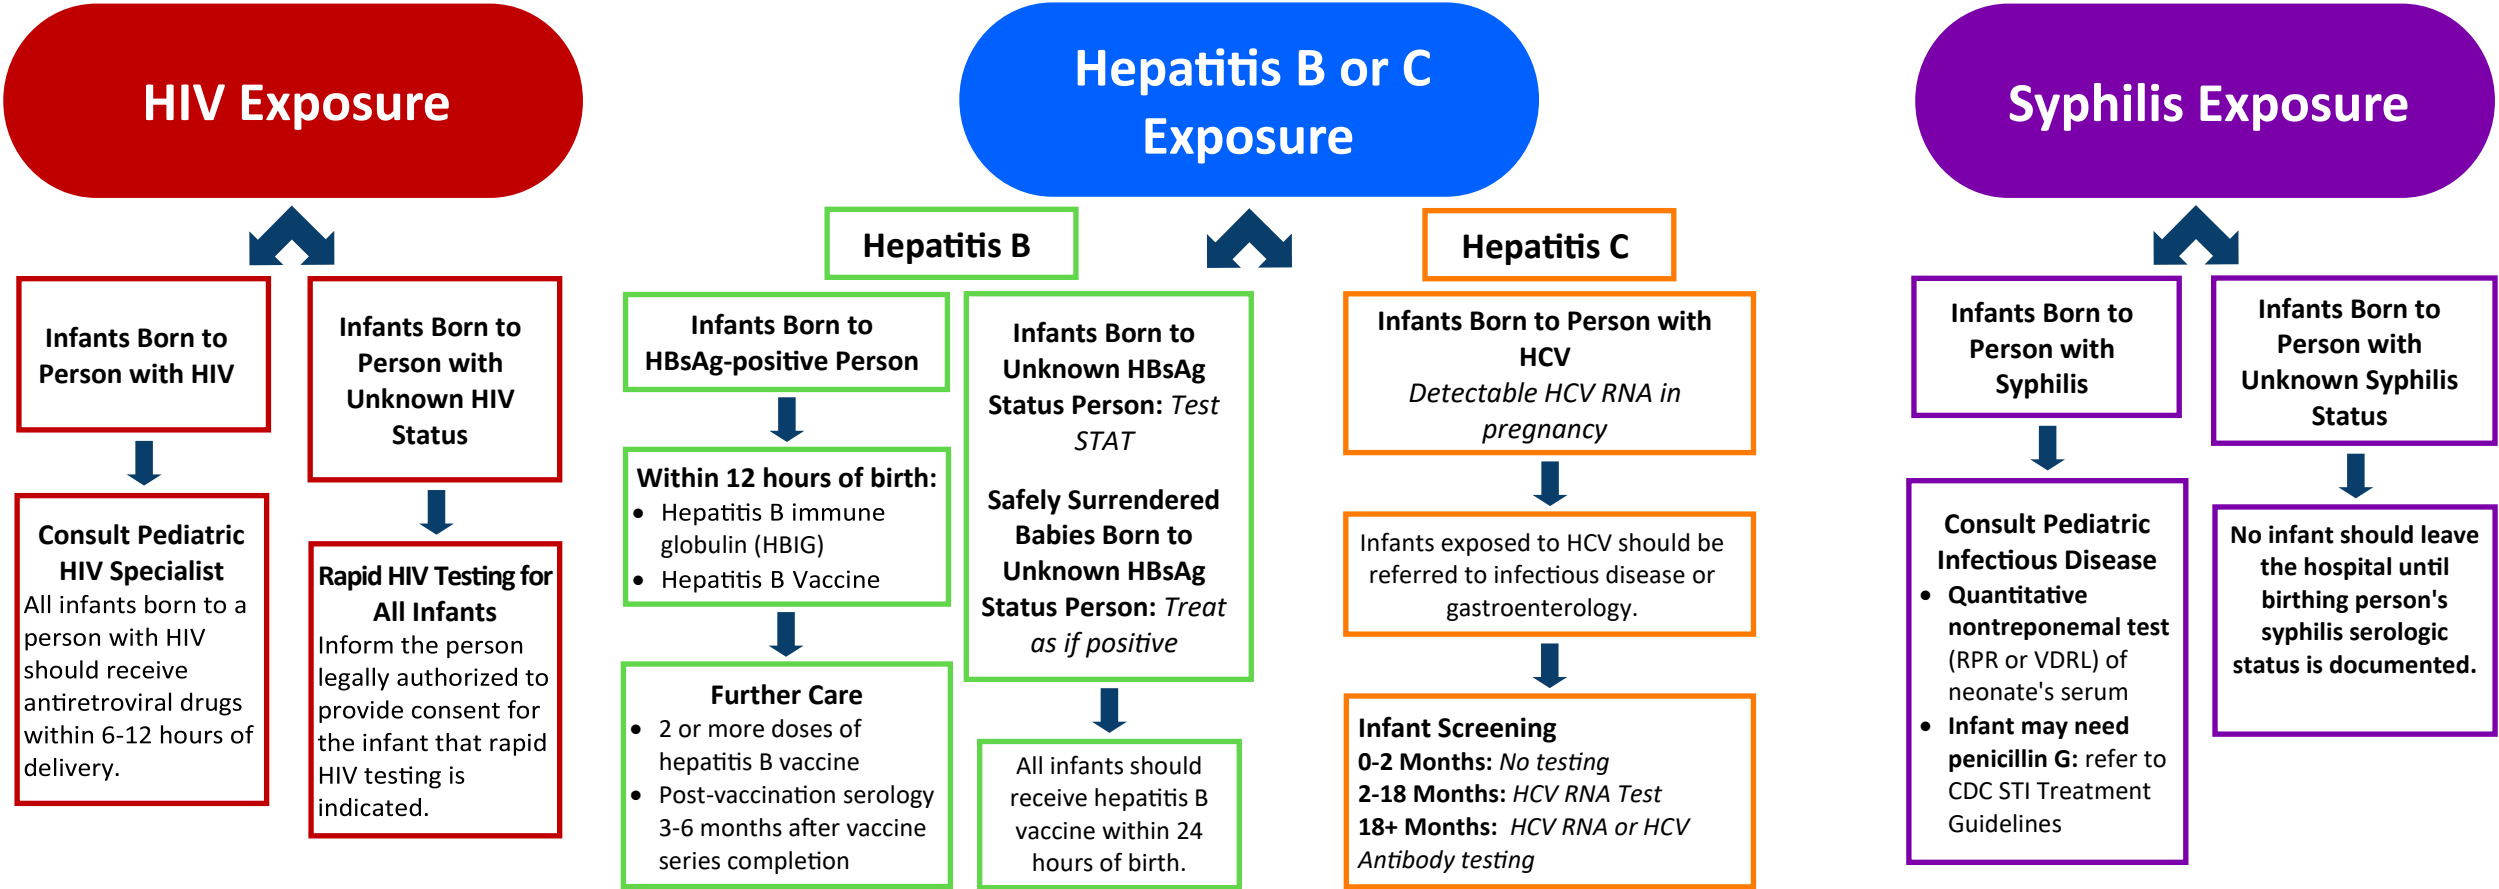 HIV Exposure
Infants Born to
Person with HIV
Consult Pediatric
HIV Specialist
All infants born to a
person with HIV
should receive
antiretroviral drugs
within 6-12 hours of
delivery.
Infants Born to
Person with
Unknown HIV
Status
Rapid HIV Testing for
All Infants
Inform the person
legally authorized to
provide consent for
the infant that rapid
HIV testing is
indicated.
Hepatitis B or C
Exposure
Hepatitis B
Infants Born to
HBsAg-positive Person
Within 12 hours of birth:
• Hepatitis B immune
globulin (HBIG)
• Hepatitis B Vaccine
Further Care
• 2 or more doses of
hepatitis B vaccine
• Post-vaccination serology
3-6 months after vaccine
series completion
Infants Born to
Unknown HBsAg
Status Person: Test
STAT
Safely Surrendered
Babies Born to
Unknown HBsAg
Status Person: Treat
as if positive
All infants should
receive hepatitis B
vaccine within 24
hours of birth.
Hepatitis C
Infants Born to Person with
HCV
Detectable HCV RNA in
pregnancy
Infants exposed to HCV should be
referred to infectious disease or
gastroenterology.
Infant Screening
0-2 Months: No testing
2-18 Months: HCV RNA Test
18+ Months: HCV RNA or HCV
Antibody testing
Syphilis Exposure
Infants Born to
Person with
Syphilis
Consult Pediatric
Infectious Disease
• Quantitative
nontreponemal test
(RPR or VDRL) of
neonate's serum
• Infant may need
penicillin G: refer to
CDC STI Treatment
Guidelines
Infants Born to
Person with
Unknown Syphilis
Status
No infant should leave
the hospital until
birthing person's
syphilis serologic
status is documented.